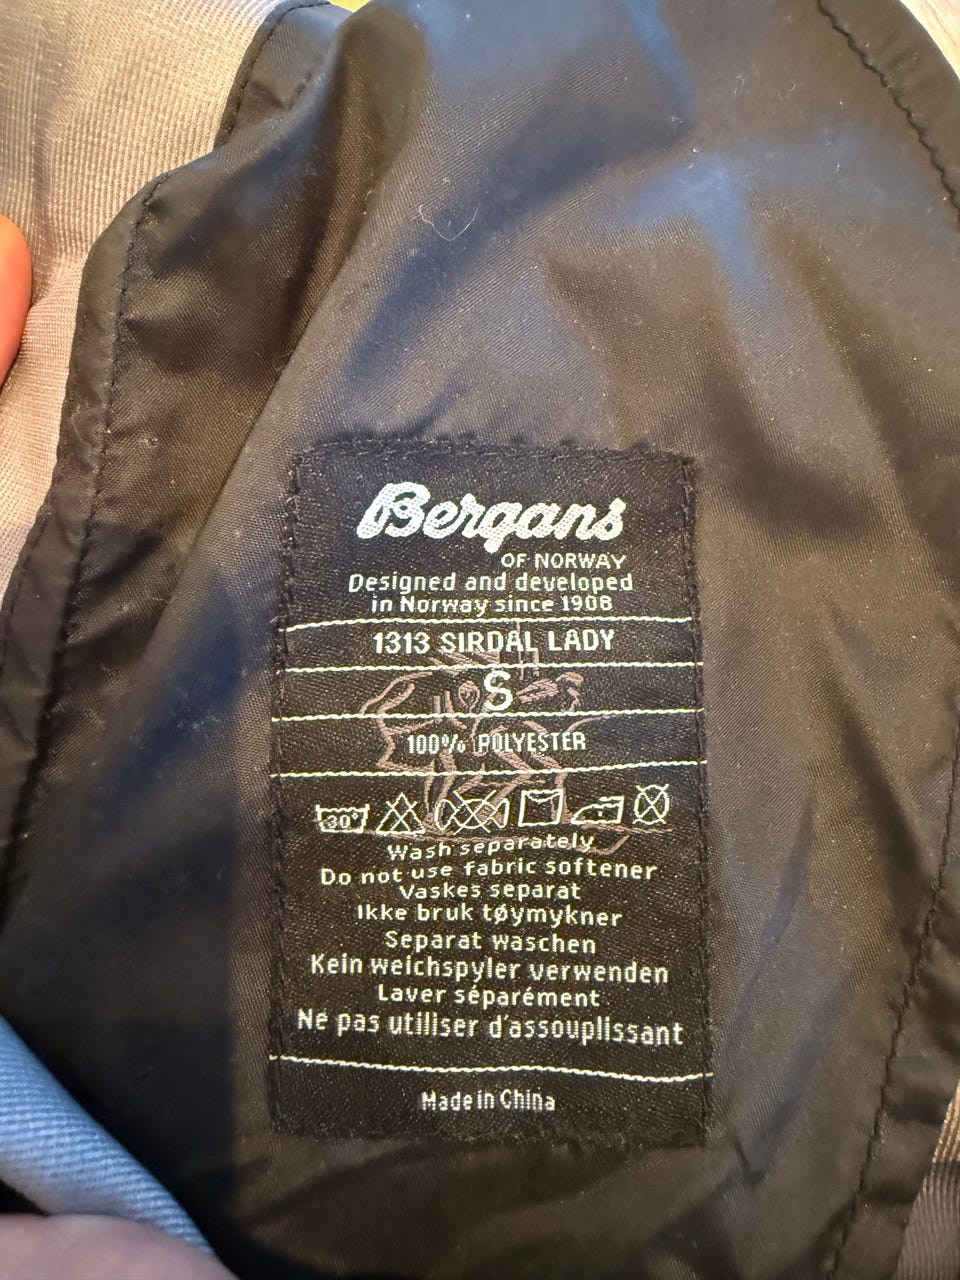 Bergans
OF NORWAY
Designed and developed
in Norway since 1908
1313 SIRDAL LADY
S
100% POLYESTER
30°
Wash separately
Do not use fabric softener
Vaskes separat
Ikke bruk tøymykner
Separat waschen
Kein weichspyler verwenden
Laver séparément
Ne pas utiliser d'assouplissant
Made in China